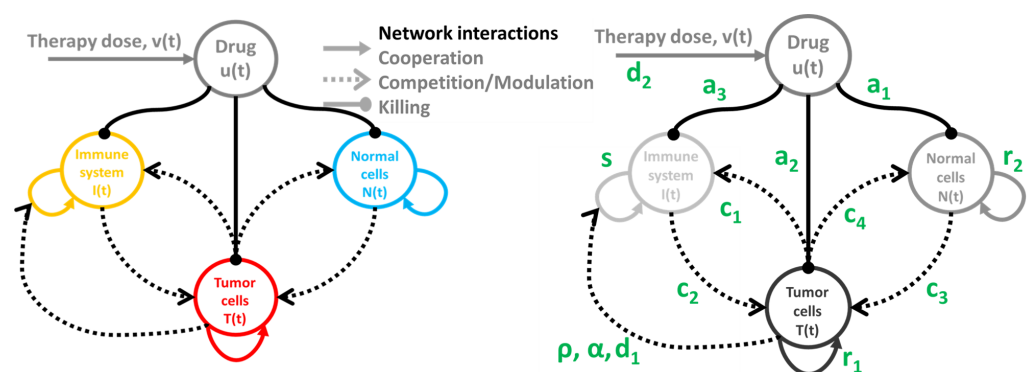 Therapy dose, v(t)
Drug
u(t)
Network interactions
Cooperation
Competition/Modulation
Killing
Immune
system
I(t)
Normal
cells
N(t)
Tumor
cells
T(t)
Therapy dose, v(t)
d₂
Drug
u(t)
a₃
a₁
s
Immune
system
I(t)
a₂
Normal
cells
N(t)
r₂
c₁
c₄
c₂
c₃
Tumor
cells
T(t)
ρ, α, d₁
r₁